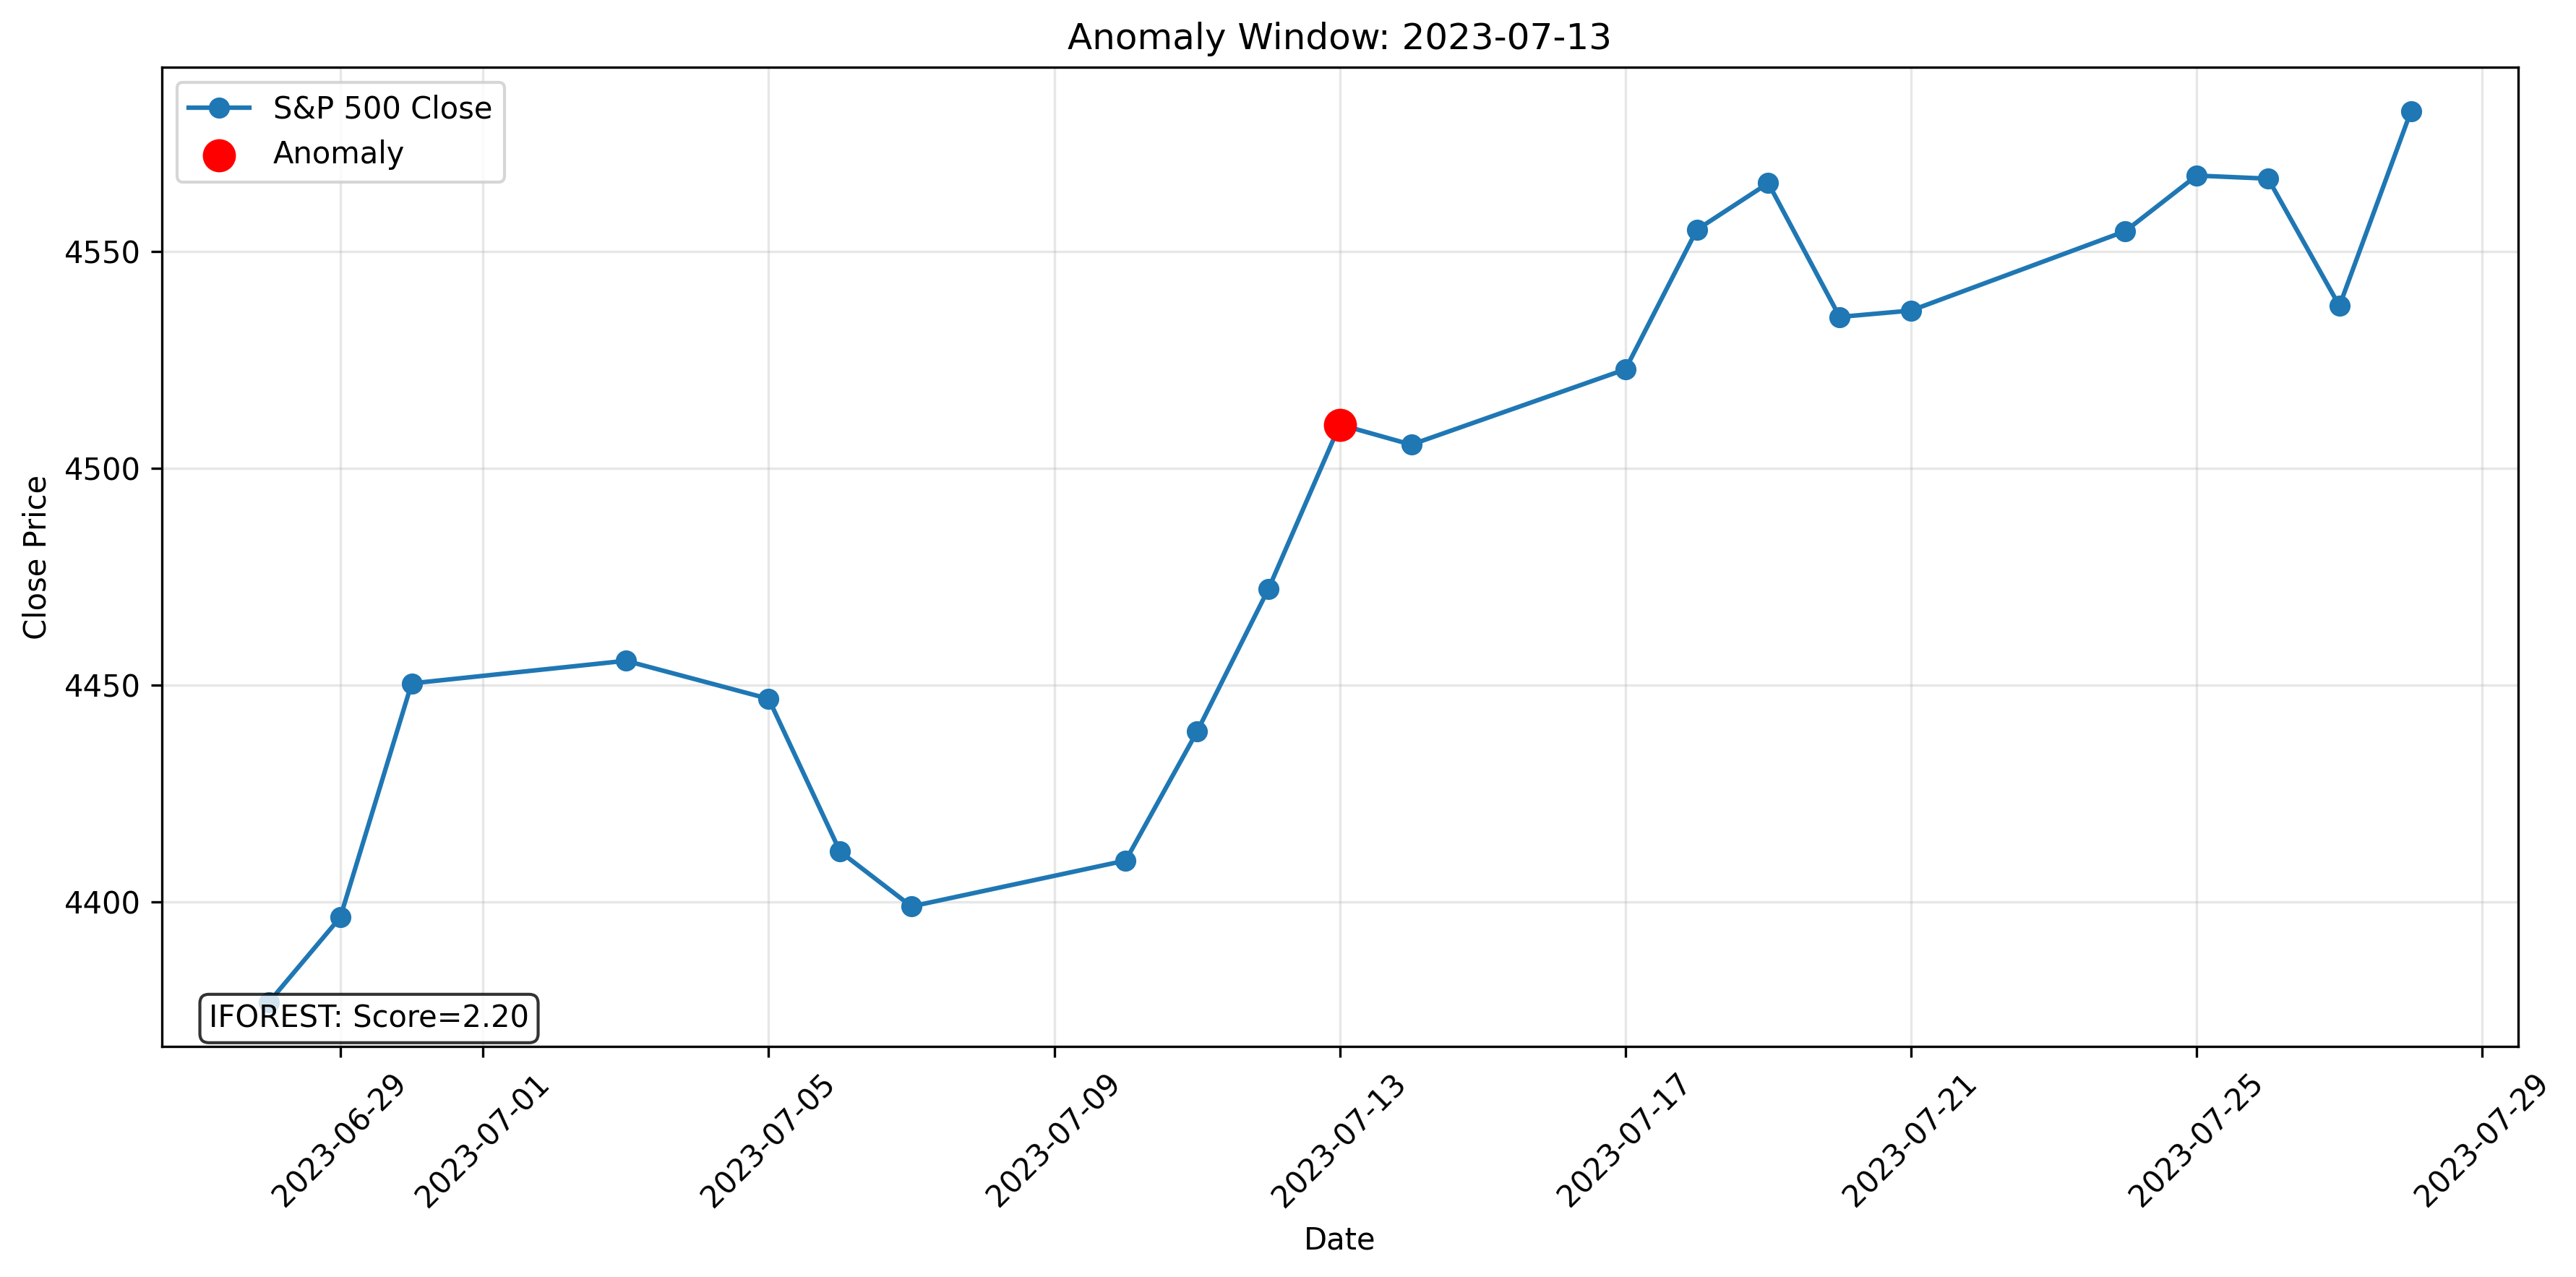 Anomaly Window: 2023-07-13
S&P 500 Close
Anomaly
4550
4500
4450
4400
Close Price
IFOREST: Score=2.20
2023-06-29
2023-07-01
2023-07-05
2023-07-09
2023-07-13
2023-07-17
2023-07-21
2023-07-25
2023-07-29
Date